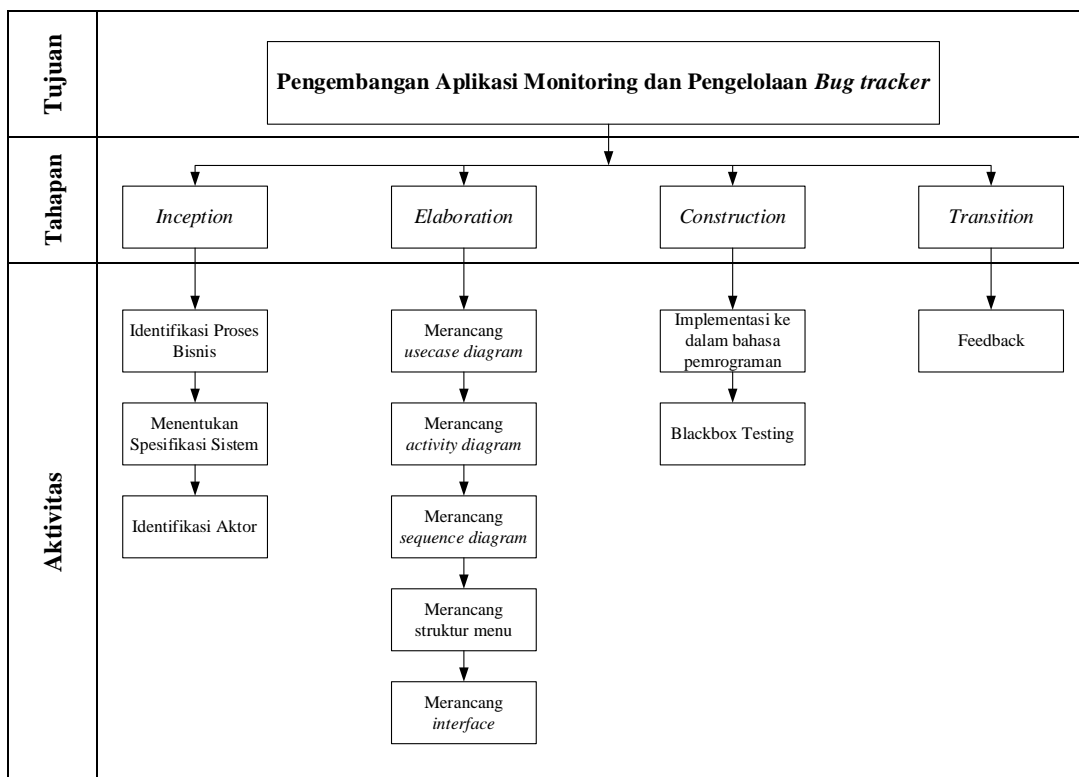 Tujuan
Pengembangan Aplikasi Monitoring dan Pengelolaan Bug tracker
Tahapan
Inception
Elaboration
Construction
Transition
Aktivitas
Identifikasi Proses
Bisnis
Menentukan
Spesifikasi Sistem
Identifikasi Aktor
Merancang
usecase diagram
Merancang
activity diagram
Merancang
sequence diagram
Merancang
struktur menu
Merancang
interface
Implementasi ke
dalam bahasa
pemrograman
Blackbox Testing
Feedback